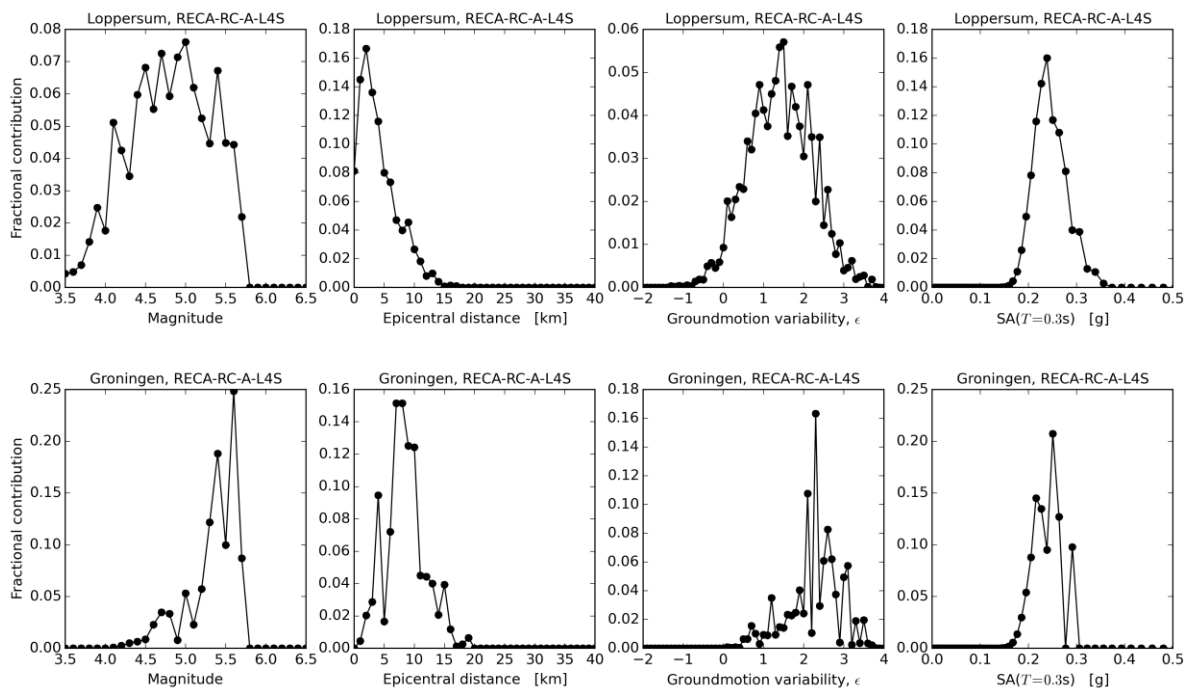 Loppersum, RECA-RC-A-L4S
Fractional contribution
0.08
0.07
0.06
0.05
0.04
0.03
0.02
0.01
0.00
3.5 4.0 4.5 5.0 5.5 6.0 6.5
Magnitude
Loppersum, RECA-RC-A-L4S
0.18
0.16
0.14
0.12
0.10
0.08
0.06
0.04
0.02
0.00
0 5 10 15 20 25 30 35 40
Epicentral distance [km]
Loppersum, RECA-RC-A-L4S
0.06
0.05
0.04
0.03
0.02
0.01
0.00
−2 −1 0 1 2 3 4
Groundmotion variability, ϵ
Loppersum, RECA-RC-A-L4S
0.18
0.16
0.14
0.12
0.10
0.08
0.06
0.04
0.02
0.00
0.0 0.1 0.2 0.3 0.4 0.5
SA(T=0.3s) [g]
Groningen, RECA-RC-A-L4S
Fractional contribution
0.25
0.20
0.15
0.10
0.05
0.00
3.5 4.0 4.5 5.0 5.5 6.0 6.5
Magnitude
Groningen, RECA-RC-A-L4S
0.16
0.14
0.12
0.10
0.08
0.06
0.04
0.02
0.00
0 5 10 15 20 25 30 35 40
Epicentral distance [km]
Groningen, RECA-RC-A-L4S
0.18
0.16
0.14
0.12
0.10
0.08
0.06
0.04
0.02
0.00
−2 −1 0 1 2 3 4
Groundmotion variability, ϵ
Groningen, RECA-RC-A-L4S
0.25
0.20
0.15
0.10
0.05
0.00
0.0 0.1 0.2 0.3 0.4 0.5
SA(T=0.3s) [g]